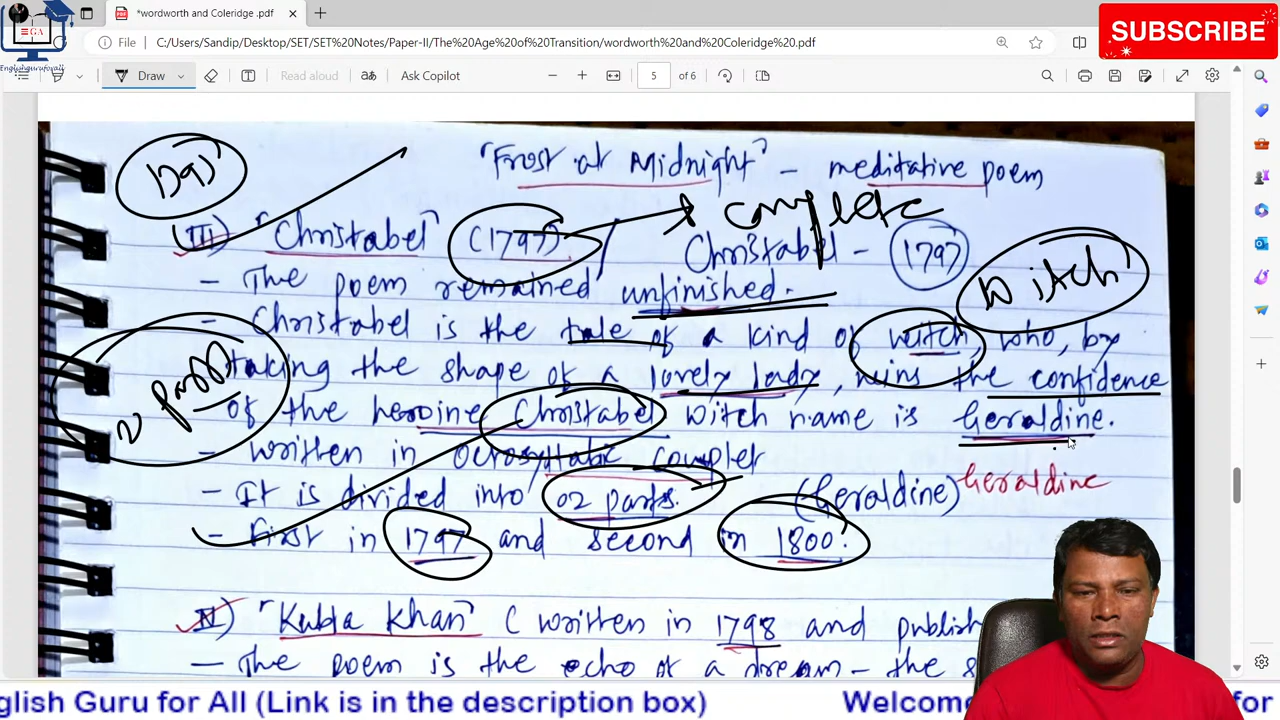 *wordworth and Coleridge .pdf
SUBSCRIBE
EGA
Englishguruforall
File C:/Users/Sandip/Desktop/SET/SET%20Notes/Paper-II/The%20Age%20of%20Transition/wordworth%20and%20Coleridge%20.pdf
Draw Read aloud Ask Copilot 5 of 6
1797
"Frost at Midnight" - meditative poem
complete
III) "Christabel" (1797) Christabel - 1797
Witch
- The poem remained unfinished.
- Christabel is the tale of a kind of witch, who, by
2 parts
taking the shape of a lovely lady, wins the confidence
of the heroine Christabel witch name is Geraldine.
- written in octosyllabic couplet
- It is divided into 02 parts. (Geraldine) Geraldine
- First in 1797 and second in 1800.
"Kubla Khan" ( written in 1798 and publish
- The poem is the echo of a dream - the s
glish Guru for All (Link is in the description box) Welcome for